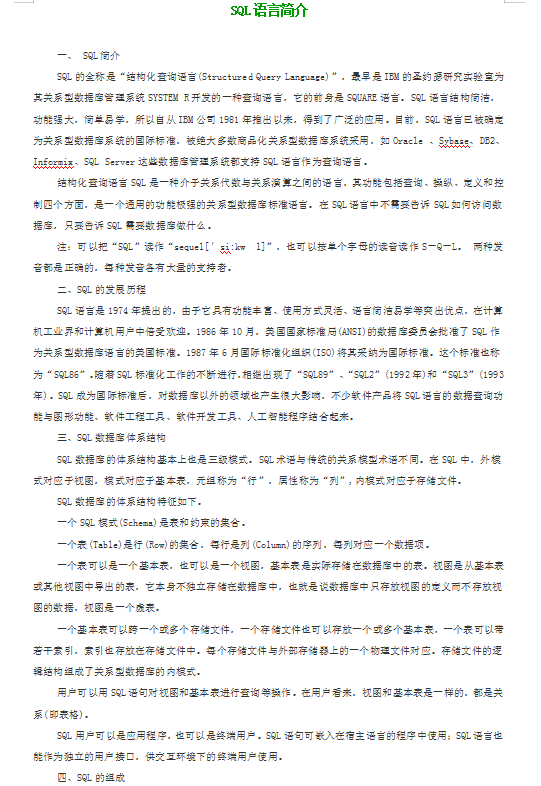 SQL语言简介
一、 SQL简介
SQL的全称是“结构化查询语言(Structured Query Language)”，最早是IBM的圣约瑟研究实验室为
其关系型数据库管理系统SYSTEM R开发的一种查询语言，它的前身是SQUARE语言。SQL语言结构简洁，
功能强大，简单易学，所以自从IBM公司1981年推出以来，得到了广泛的应用。目前，SQL语言已被确定
为关系型数据库系统的国际标准，被绝大多数商品化关系型数据库系统采用，如Oracle 、Sybase、DB2、
Informix、SQL Server这些数据库管理系统都支持SQL语言作为查询语言。
结构化查询语言SQL是一种介于关系代数与关系演算之间的语言，其功能包括查询、操纵、定义和控
制四个方面，是一个通用的功能极强的关系型数据库标准语言。在SQL语言中不需要告诉SQL如何访问数
据库，只要告诉SQL需要数据库做什么。
注：可以把“SQL”读作“sequel[′si:kw l]”，也可以按单个字母的读音读作S－Q－L。 两种发
音都是正确的，每种发音各有大量的支持者。
二、SQL的发展历程
SQL语言是1974年提出的，由于它具有功能丰富、使用方式灵活、语言简洁易学等突出优点，在计算
机工业界和计算机用户中倍受欢迎。1986年10月，美国国家标准局(ANSI)的数据库委员会批准了SQL作
为关系型数据库语言的美国标准。1987年6月国际标准化组织(ISO)将其采纳为国际标准。这个标准也称
为“SQL86”。随着SQL标准化工作的不断进行，相继出现了“SQL89”、“SQL2”(1992年)和“SQL3”(1993
年)。SQL成为国际标准后，对数据库以外的领域也产生很大影响，不少软件产品将SQL语言的数据查询功
能与图形功能、软件工程工具、软件开发工具、人工智能程序结合起来。
三、SQL数据库体系结构
SQL数据库的体系结构基本上也是三级模式。SQL术语与传统的关系模型术语不同。在SQL中，外模
式对应于视图，模式对应于基本表，元组称为“行”，属性称为“列”，内模式对应于存储文件。
SQL数据库的体系结构特征如下。
一个SQL模式(Schema)是表和约束的集合。
一个表(Table)是行(Row)的集合，每行是列(Column)的序列，每列对应一个数据项。
一个表可以是一个基本表，也可以是一个视图，基本表是实际存储在数据库中的表。视图是从基本表
或其他视图中导出的表，它本身不独立存储在数据库中，也就是说数据库中只存放视图的定义而不存放视
图的数据，视图是一个虚表。
一个基本表可以跨一个或多个存储文件，一个存储文件也可以存放一个或多个基本表，一个表可以带
若干索引，索引也存放在存储文件中。每个存储文件与外部存储器上的一个物理文件对应。存储文件的逻
辑结构组成了关系型数据库的内模式。
用户可以用SQL语句对视图和基本表进行查询等操作。在用户看来，视图和基本表是一样的，都是关
系(即表格)。
SQL用户可以是应用程序，也可以是终端用户。SQL语句可嵌入在宿主语言的程序中使用；SQL语言也
能作为独立的用户接口，供交互环境下的终端用户使用。
四、SQL的组成